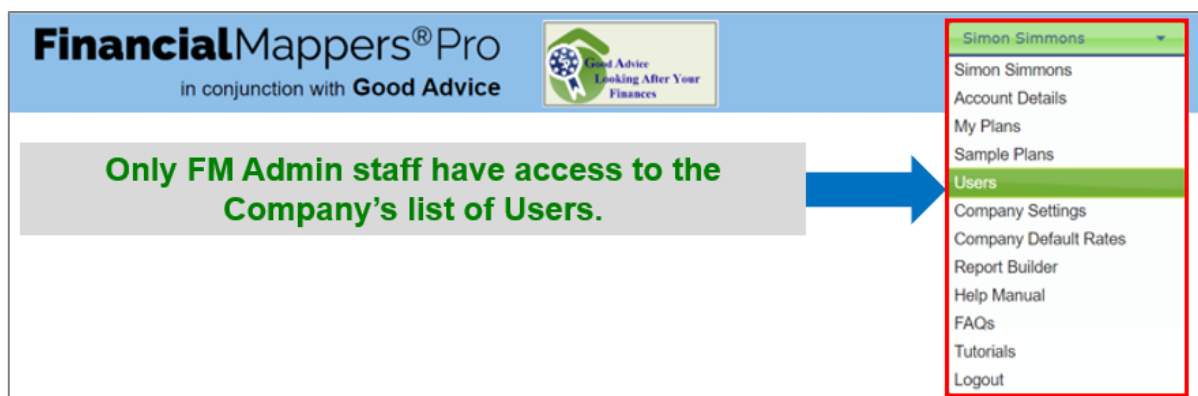 FinancialMappers®Pro
in conjunction with Good Advice
Good Advice
Looking After Your
Finances
Only FM Admin staff have access to the
Company's list of Users.
Simon Simmons
Simon Simmons
Account Details
My Plans
Sample Plans
Users
Company Settings
Company Default Rates
Report Builder
Help Manual
FAQs
Tutorials
Logout